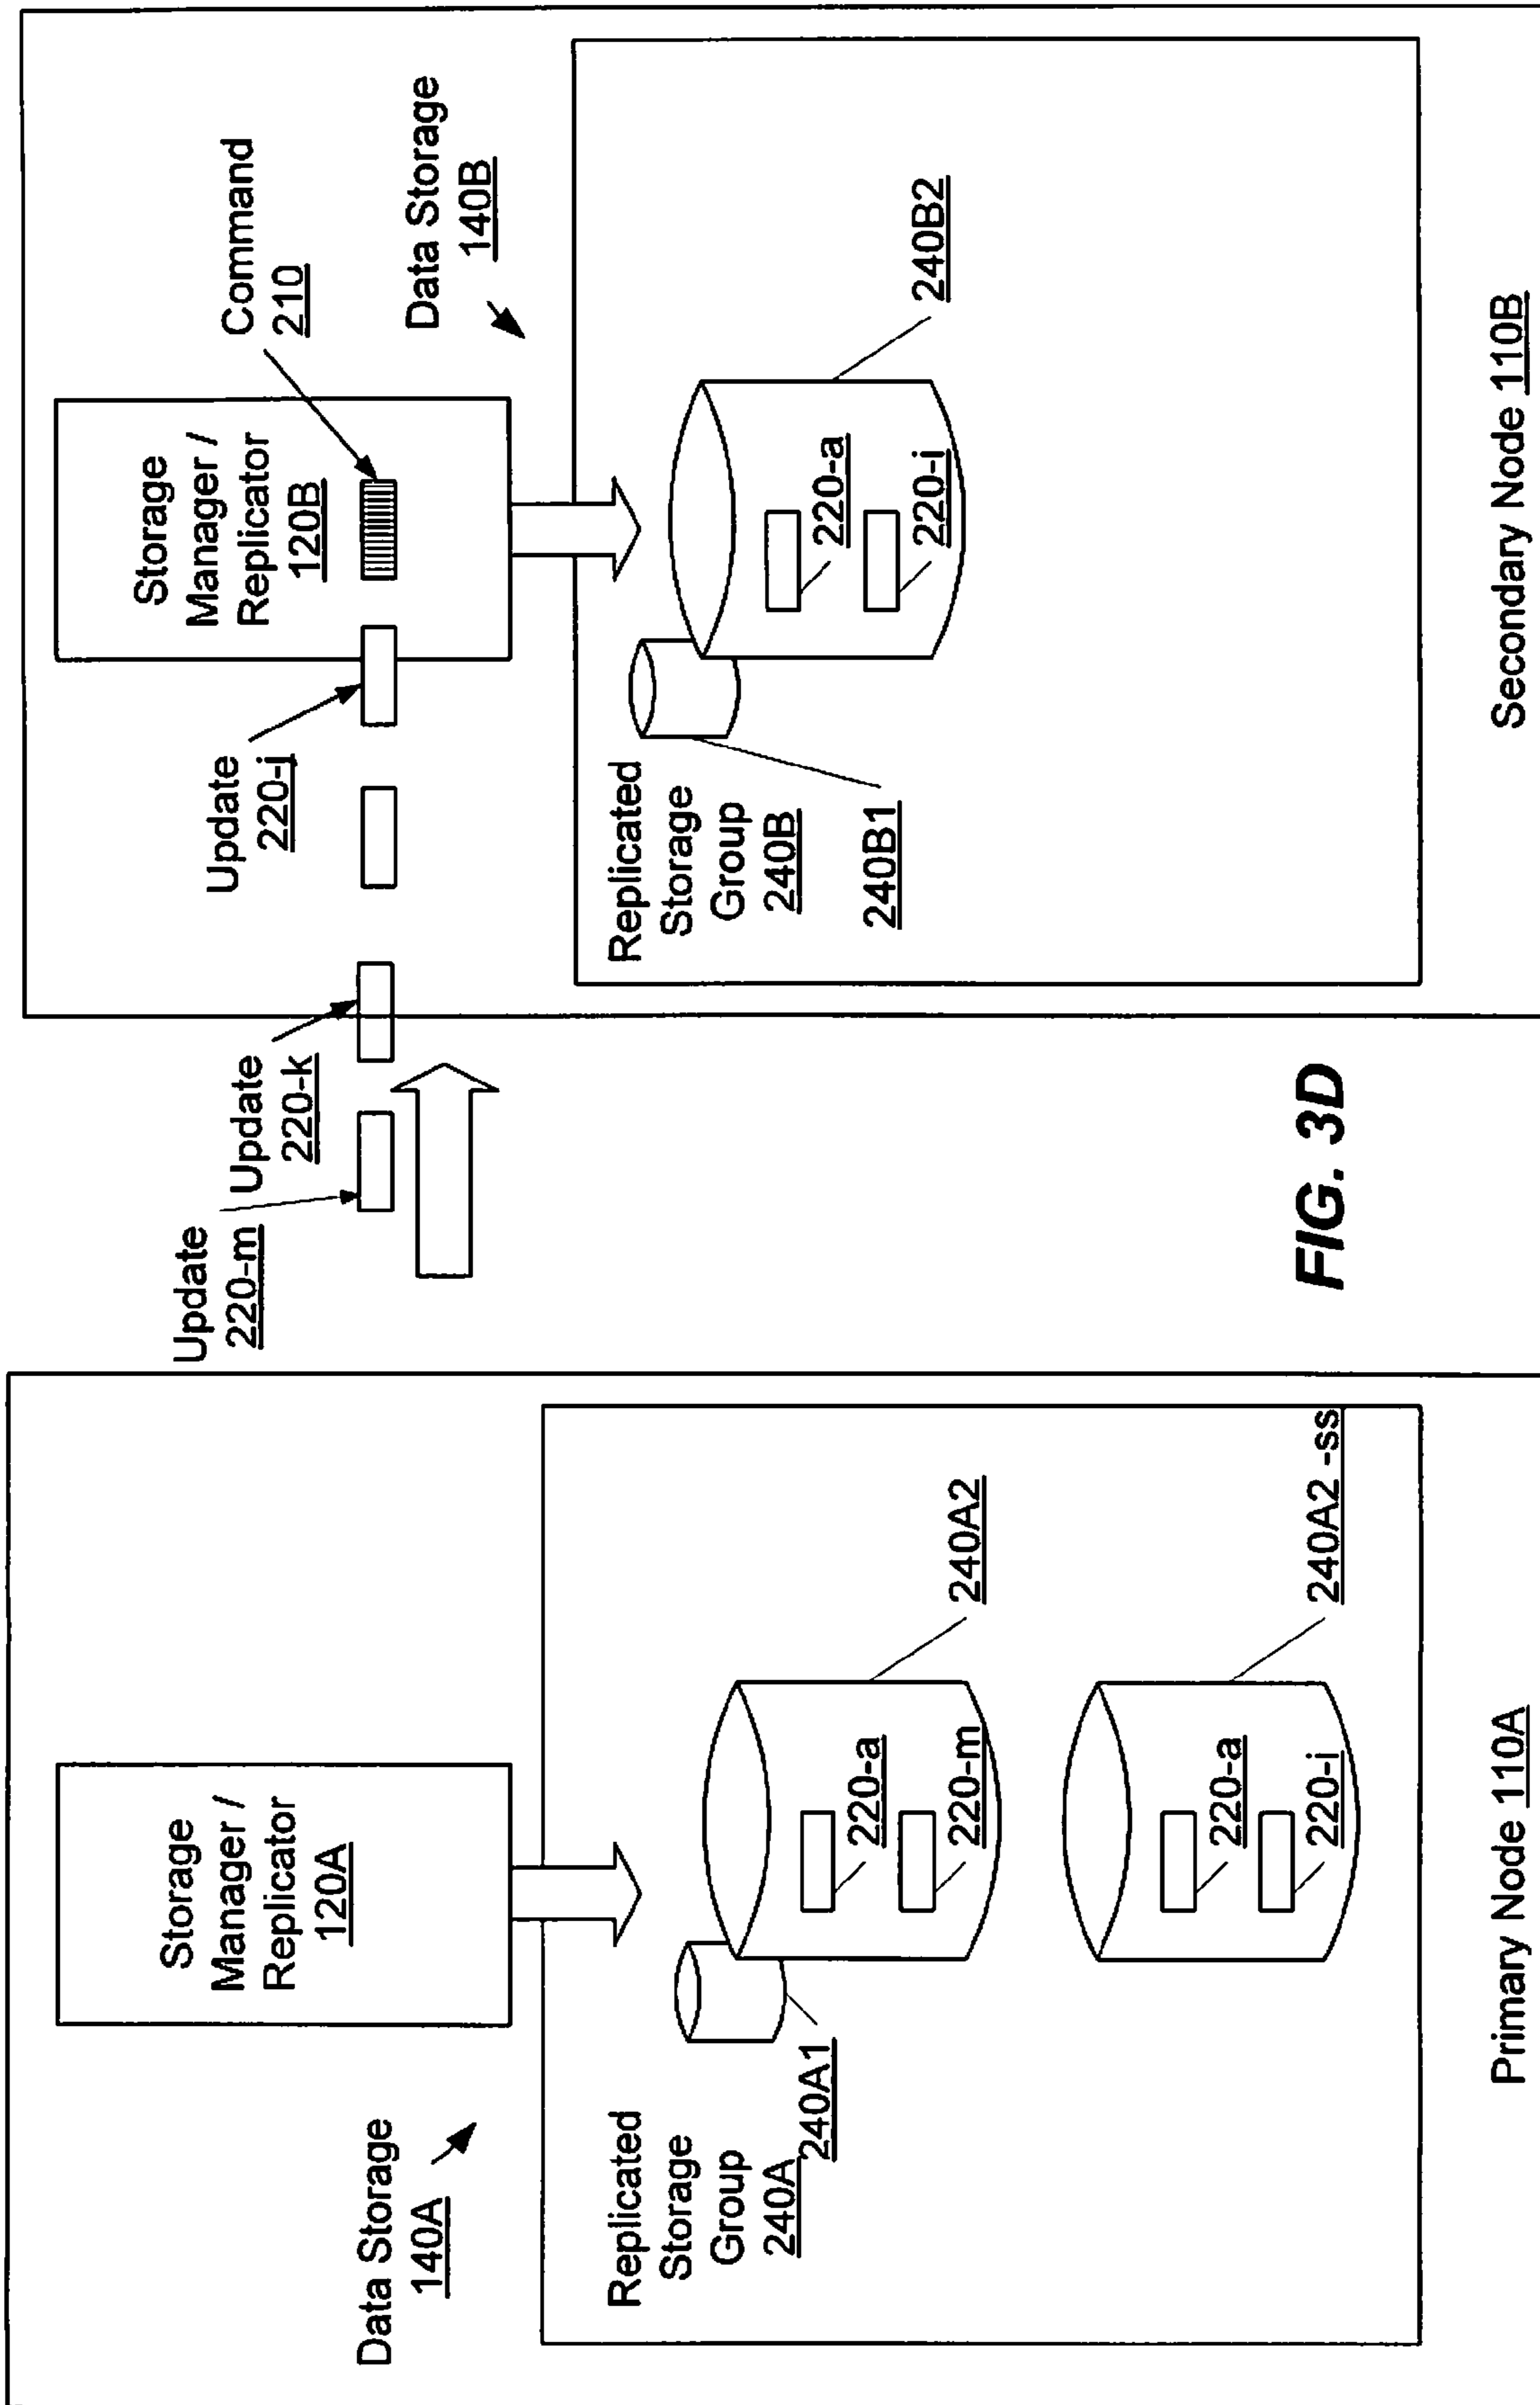 Storage
Manager /
Replicator
120A
Data Storage
140A
Replicated
Storage
Group
240A
240A1
240A2
220-a
220-m
240A2 -ss
220-a
220-i
Primary Node 110A
Update
220-m
Update
220-k
Update
220-j
Storage
Manager /
Replicator
120B
Command
210
Data Storage
140B
Replicated
Storage
Group
240B
240B1
240B2
220-a
220-i
Secondary Node 110B
FIG. 3D